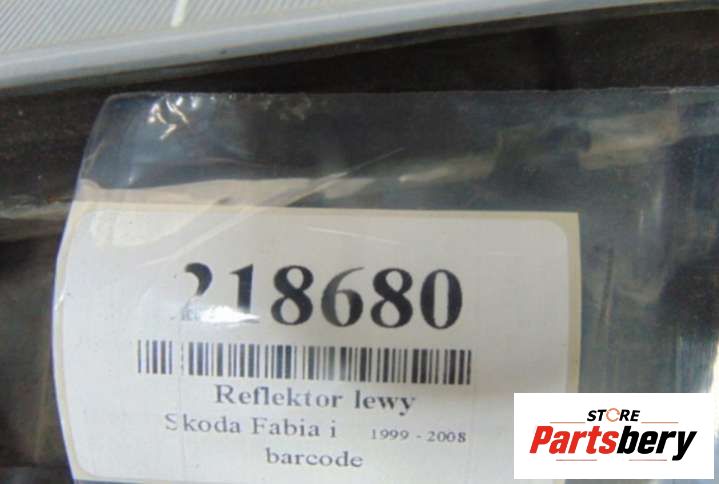 218680
Reflektor lewy
Skoda Fabia i 1999 - 2008
barcode
STORE
Partsbery